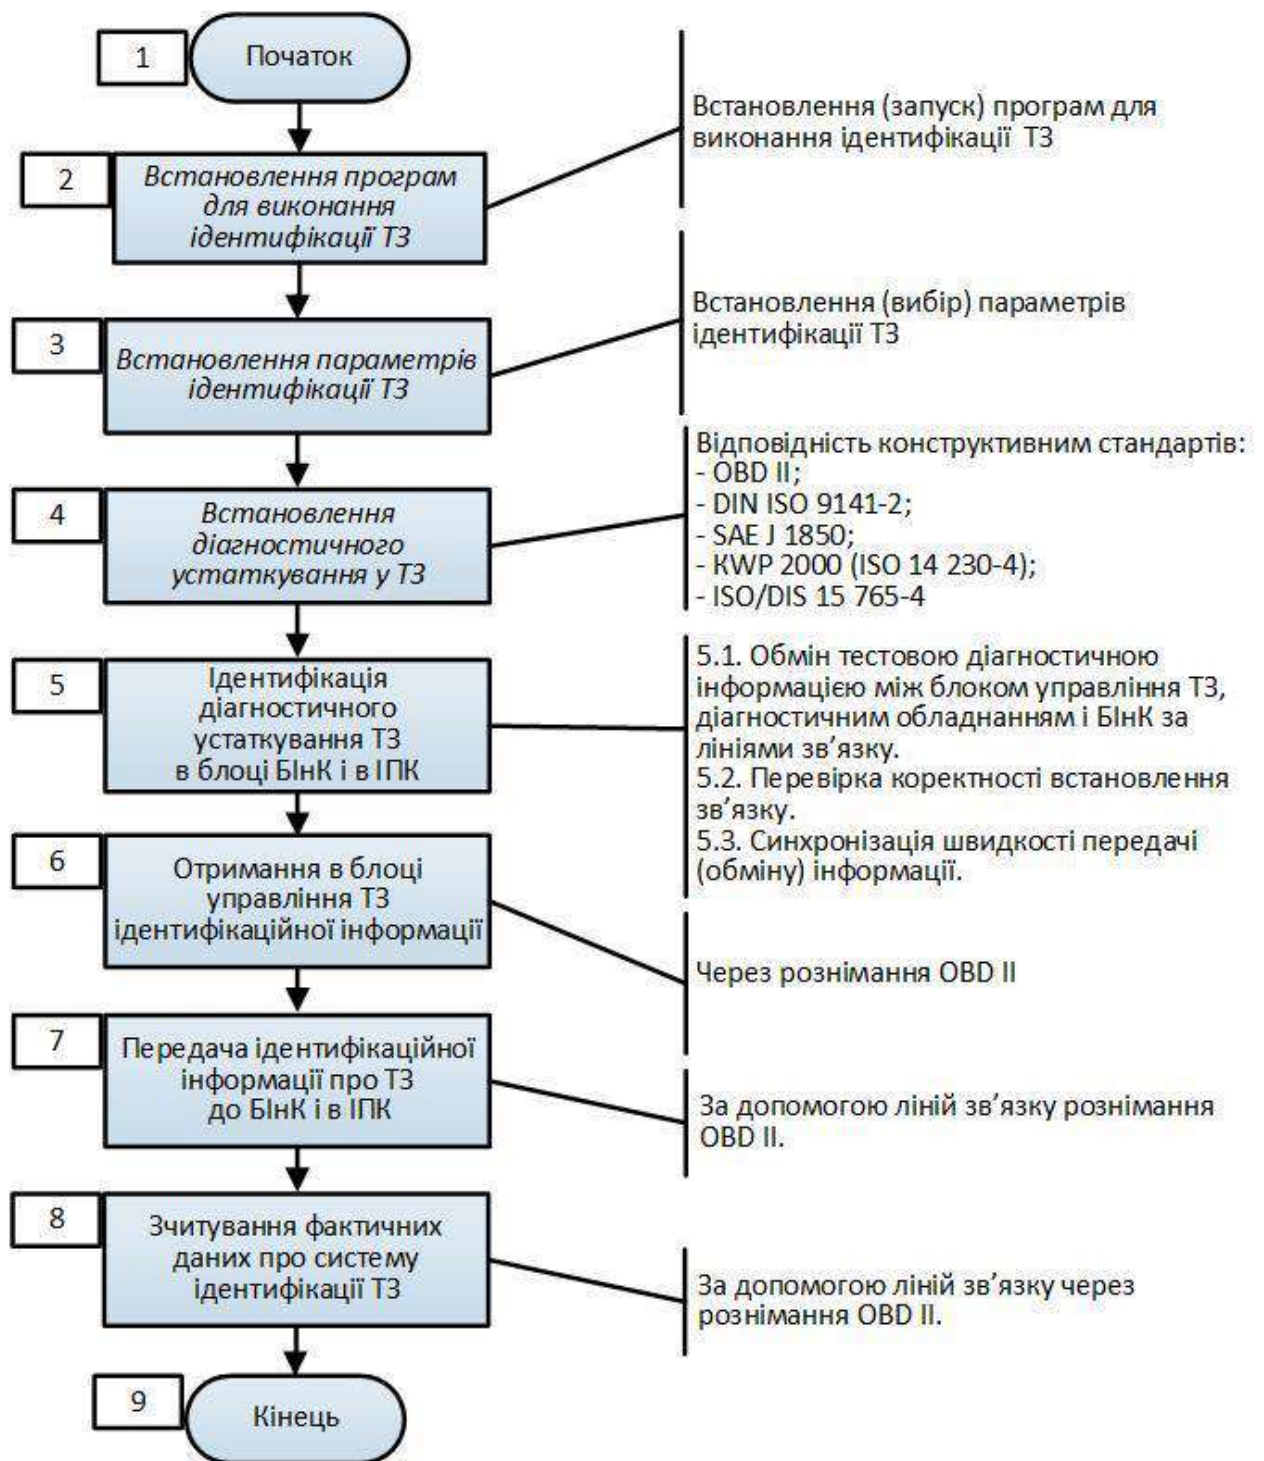 1
Початок
Встановлення (запуск) програм для
виконання ідентифікації ТЗ
2
Встановлення програм
для виконання
ідентифікації ТЗ
Встановлення (вибір) параметрів
ідентифікації ТЗ
3
Встановлення параметрів
ідентифікації ТЗ
Відповідність конструктивним стандартів:
- OBD II;
- DIN ISO 9141-2;
- SAE J 1850;
- KWP 2000 (ISO 14 230-4);
- ISO/DIS 15 765-4
4
Встановлення
діагностичного
устаткування у ТЗ
5
Ідентифікація
діагностичного
устаткування ТЗ
в блоці БІнК і в ІПК
5.1. Обмін тестовою діагностичною
інформацією між блоком управління ТЗ,
діагностичним обладнанням і БІнК за
лініями зв’язку.
5.2. Перевірка коректності встановлення
зв’язку.
5.3. Синхронізація швидкості передачі
(обміну) інформації.
6
Отримання в блоці
управління ТЗ
ідентифікаційної інформації
Через рознімання OBD II
7
Передача ідентифікаційної
інформації про ТЗ
до БІнК і в ІПК
За допомогою ліній зв’язку рознімання
OBD II.
8
Зчитування фактичних
даних про систему
ідентифікації ТЗ
За допомогою ліній зв’язку через
рознімання OBD II.
9
Кінець